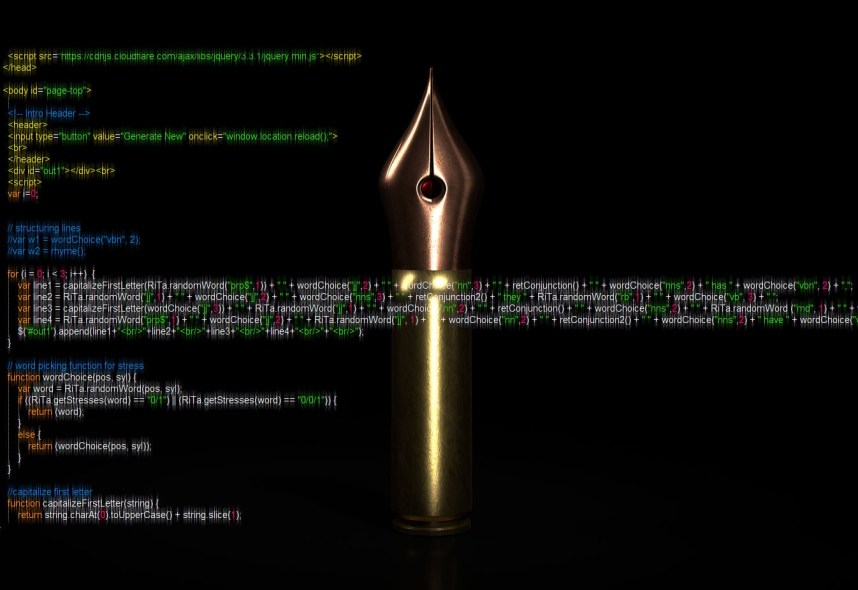 <script src="https://cdnjs.cloudflare.com/ajax/libs/jquery/3.3.1/jquery.min.js"></script>
</head>
<body id="page-top">
<!-- Intro Header -->
<header>
<input type="button" value="Generate New" onclick="window.location.reload();">
<br>
</header>
<div id="out1"></div><br>
<script>
var i=0;
// structuring lines
//var w1 = wordChoice("vbn", 2);
//var w2 = rhyme();
for (i = 0; i < 3; i++) {
var line1 = capitalizeFirstLetter(RiTa.randomWord("prp$",1)) + " " + wordChoice("jj",2) + " " + wordChoice("nn",3) + " " + retConjunction() + " " + wordChoice("nns",2) + " has " + wordChoice("vbn", 2) + ",";
var line2 = RiTa.randomWord("jj",1) + " " + wordChoice("jj",2) + " " + wordChoice("nns",3) + " " + retConjunction2() + " they " + RiTa.randomWord("rb",1) + " " + wordChoice("vb", 3) + ";";
var line3 = capitalizeFirstLetter(wordChoice("jj",3)) + " " + RiTa.randomWord("jj",1) + " " + wordChoice("nn",2) + " " + retConjunction() + " " + wordChoice("nns",2) + " " + RiTa.randomWord("md", 1) + "
var line4 = RiTa.randomWord("prp$", 1) + " " + wordChoice("jj",2) + " " + RiTa.randomWord("jj", 1) + " " + wordChoice("nn",2) + " " + retConjunction2() + " " + wordChoice("nns",2) + " have " + wordChoice("v
$('#out1').append(line1+"<br/>"+line2+"<br/>"+line3+"<br/>"+line4+"<br/>"+"<br/>");
}
// word picking function for stress
function wordChoice(pos, syl) {
var word = RiTa.randomWord(pos, syl);
if ((RiTa.getStresses(word) == "0/1") || (RiTa.getStresses(word) == "0/0/1")) {
return (word);
}
else {
return (wordChoice(pos, syl));
}
}
//capitalize first letter
function capitalizeFirstLetter(string) {
return string.charAt(0).toUpperCase() + string.slice(1);